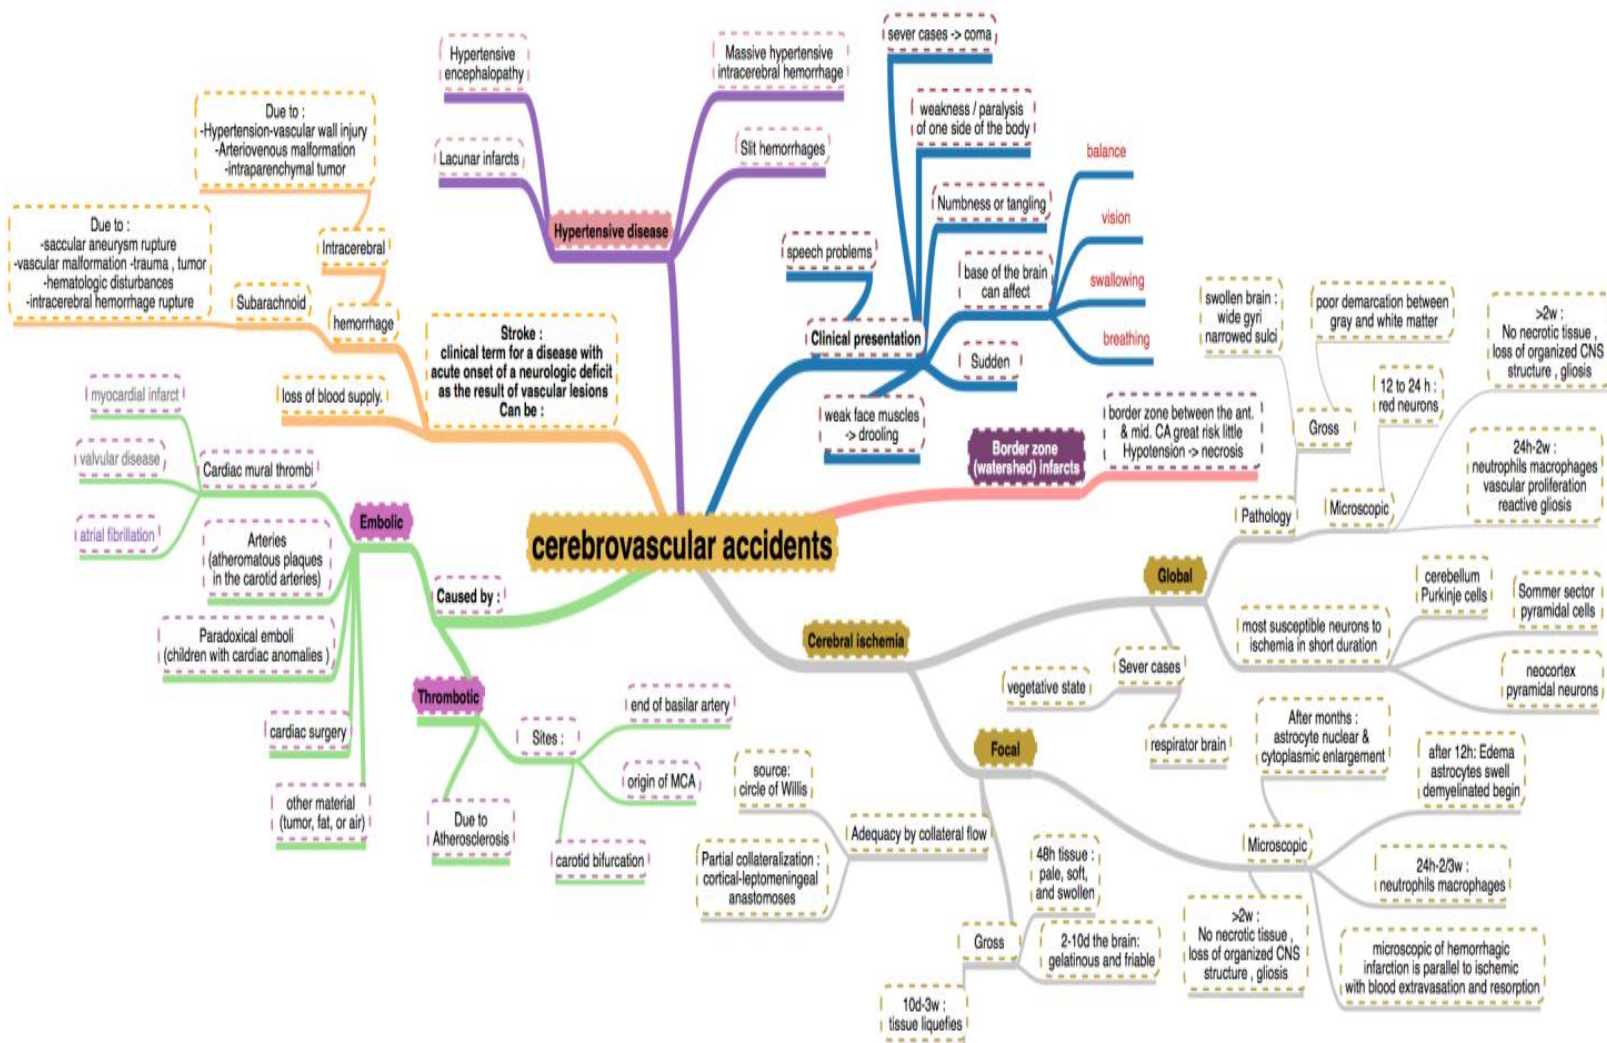 cerebrovascular accidents
Hypertensive disease
Hypertensive
encephalopathy
Lacunar infarcts
Massive hypertensive
intracerebral hemorrhage
Slit hemorrhages
Clinical presentation
sever cases -> coma
weakness / paralysis
of one side of the body
Numbness or tangling
speech problems
base of the brain
can affect
balance
vision
swallowing
breathing
Sudden
weak face muscles
-> drooling
Border zone
(watershed) infarcts
border zone between the ant.
& mid. CA great risk little
Hypotension -> necrosis
Stroke :
clinical term for a disease with
acute onset of a neurologic deficit
as the result of vascular lesions
Can be :
hemorrhage
Intracerebral
Due to :
-Hypertension-vascular wall injury
-Arteriovenous malformation
-intraparenchymal tumor
Subarachnoid
Due to :
-saccular aneurysm rupture
-vascular malformation -trauma , tumor
-hematologic disturbances
-intracerebral hemorrhage rupture
loss of blood supply.
Caused by :
Embolic
Cardiac mural thrombi
myocardial infarct
valvular disease
atrial fibrillation
Arteries
(atheromatous plaques
in the carotid arteries)
Paradoxical emboli
(children with cardiac anomalies )
cardiac surgery
other material
(tumor, fat, or air)
Thrombotic
Sites :
end of basilar artery
origin of MCA
carotid bifurcation
Due to
Atherosclerosis
Cerebral ischemia
Global
Pathology
Gross
swollen brain :
wide gyri
narrowed sulci
poor demarcation between
gray and white matter
Microscopic
12 to 24 h :
red neurons
>2w :
No necrotic tissue ,
loss of organized CNS
structure , gliosis
24h-2w :
neutrophils macrophages
vascular proliferation
reactive gliosis
most susceptible neurons to
ischemia in short duration
cerebellum
Purkinje cells
Sommer sector
pyramidal cells
neocortex
pyramidal neurons
Sever cases
vegetative state
respirator brain
Focal
Adequacy by collateral flow
source:
circle of Willis
Partial collateralization :
cortical-leptomeningeal
anastomoses
Gross
48h tissue :
pale, soft,
and swollen
2-10d the brain:
gelatinous and friable
10d-3w :
tissue liquefies
Microscopic
After months :
astrocyte nuclear &
cytoplasmic enlargement
after 12h: Edema
astrocytes swell
demyelinated begin
24h-2/3w :
neutrophils macrophages
>2w :
No necrotic tissue ,
loss of organized CNS
structure , gliosis
microscopic of hemorrhagic
infarction is parallel to ischemic
with blood extravasation and resorption